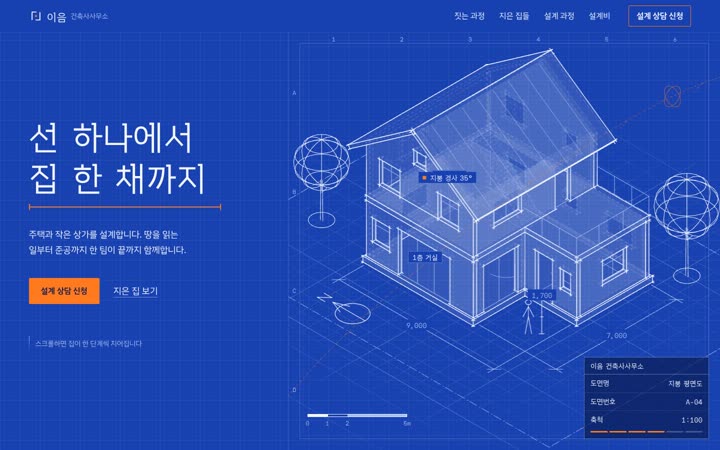 이음 건축사사무소
짓는 과정 지은 집들 설계 과정 설계비 설계 상담 신청
1 2 3 4 5 6
A
B
C
D
선 하나에서
집 한 채까지
주택과 작은 상가를 설계합니다. 땅을 읽는
일부터 준공까지 한 팀이 끝까지 함께합니다.
설계 상담 신청 지은 집 보기
스크롤하면 집이 한 단계씩 지어집니다
지붕 경사 35°
1층 거실
1,700
N
9,000
7,000
0 1 2 5m
이음 건축사사무소
도면명 지붕 평면도
도면번호 A-04
축척 1:100